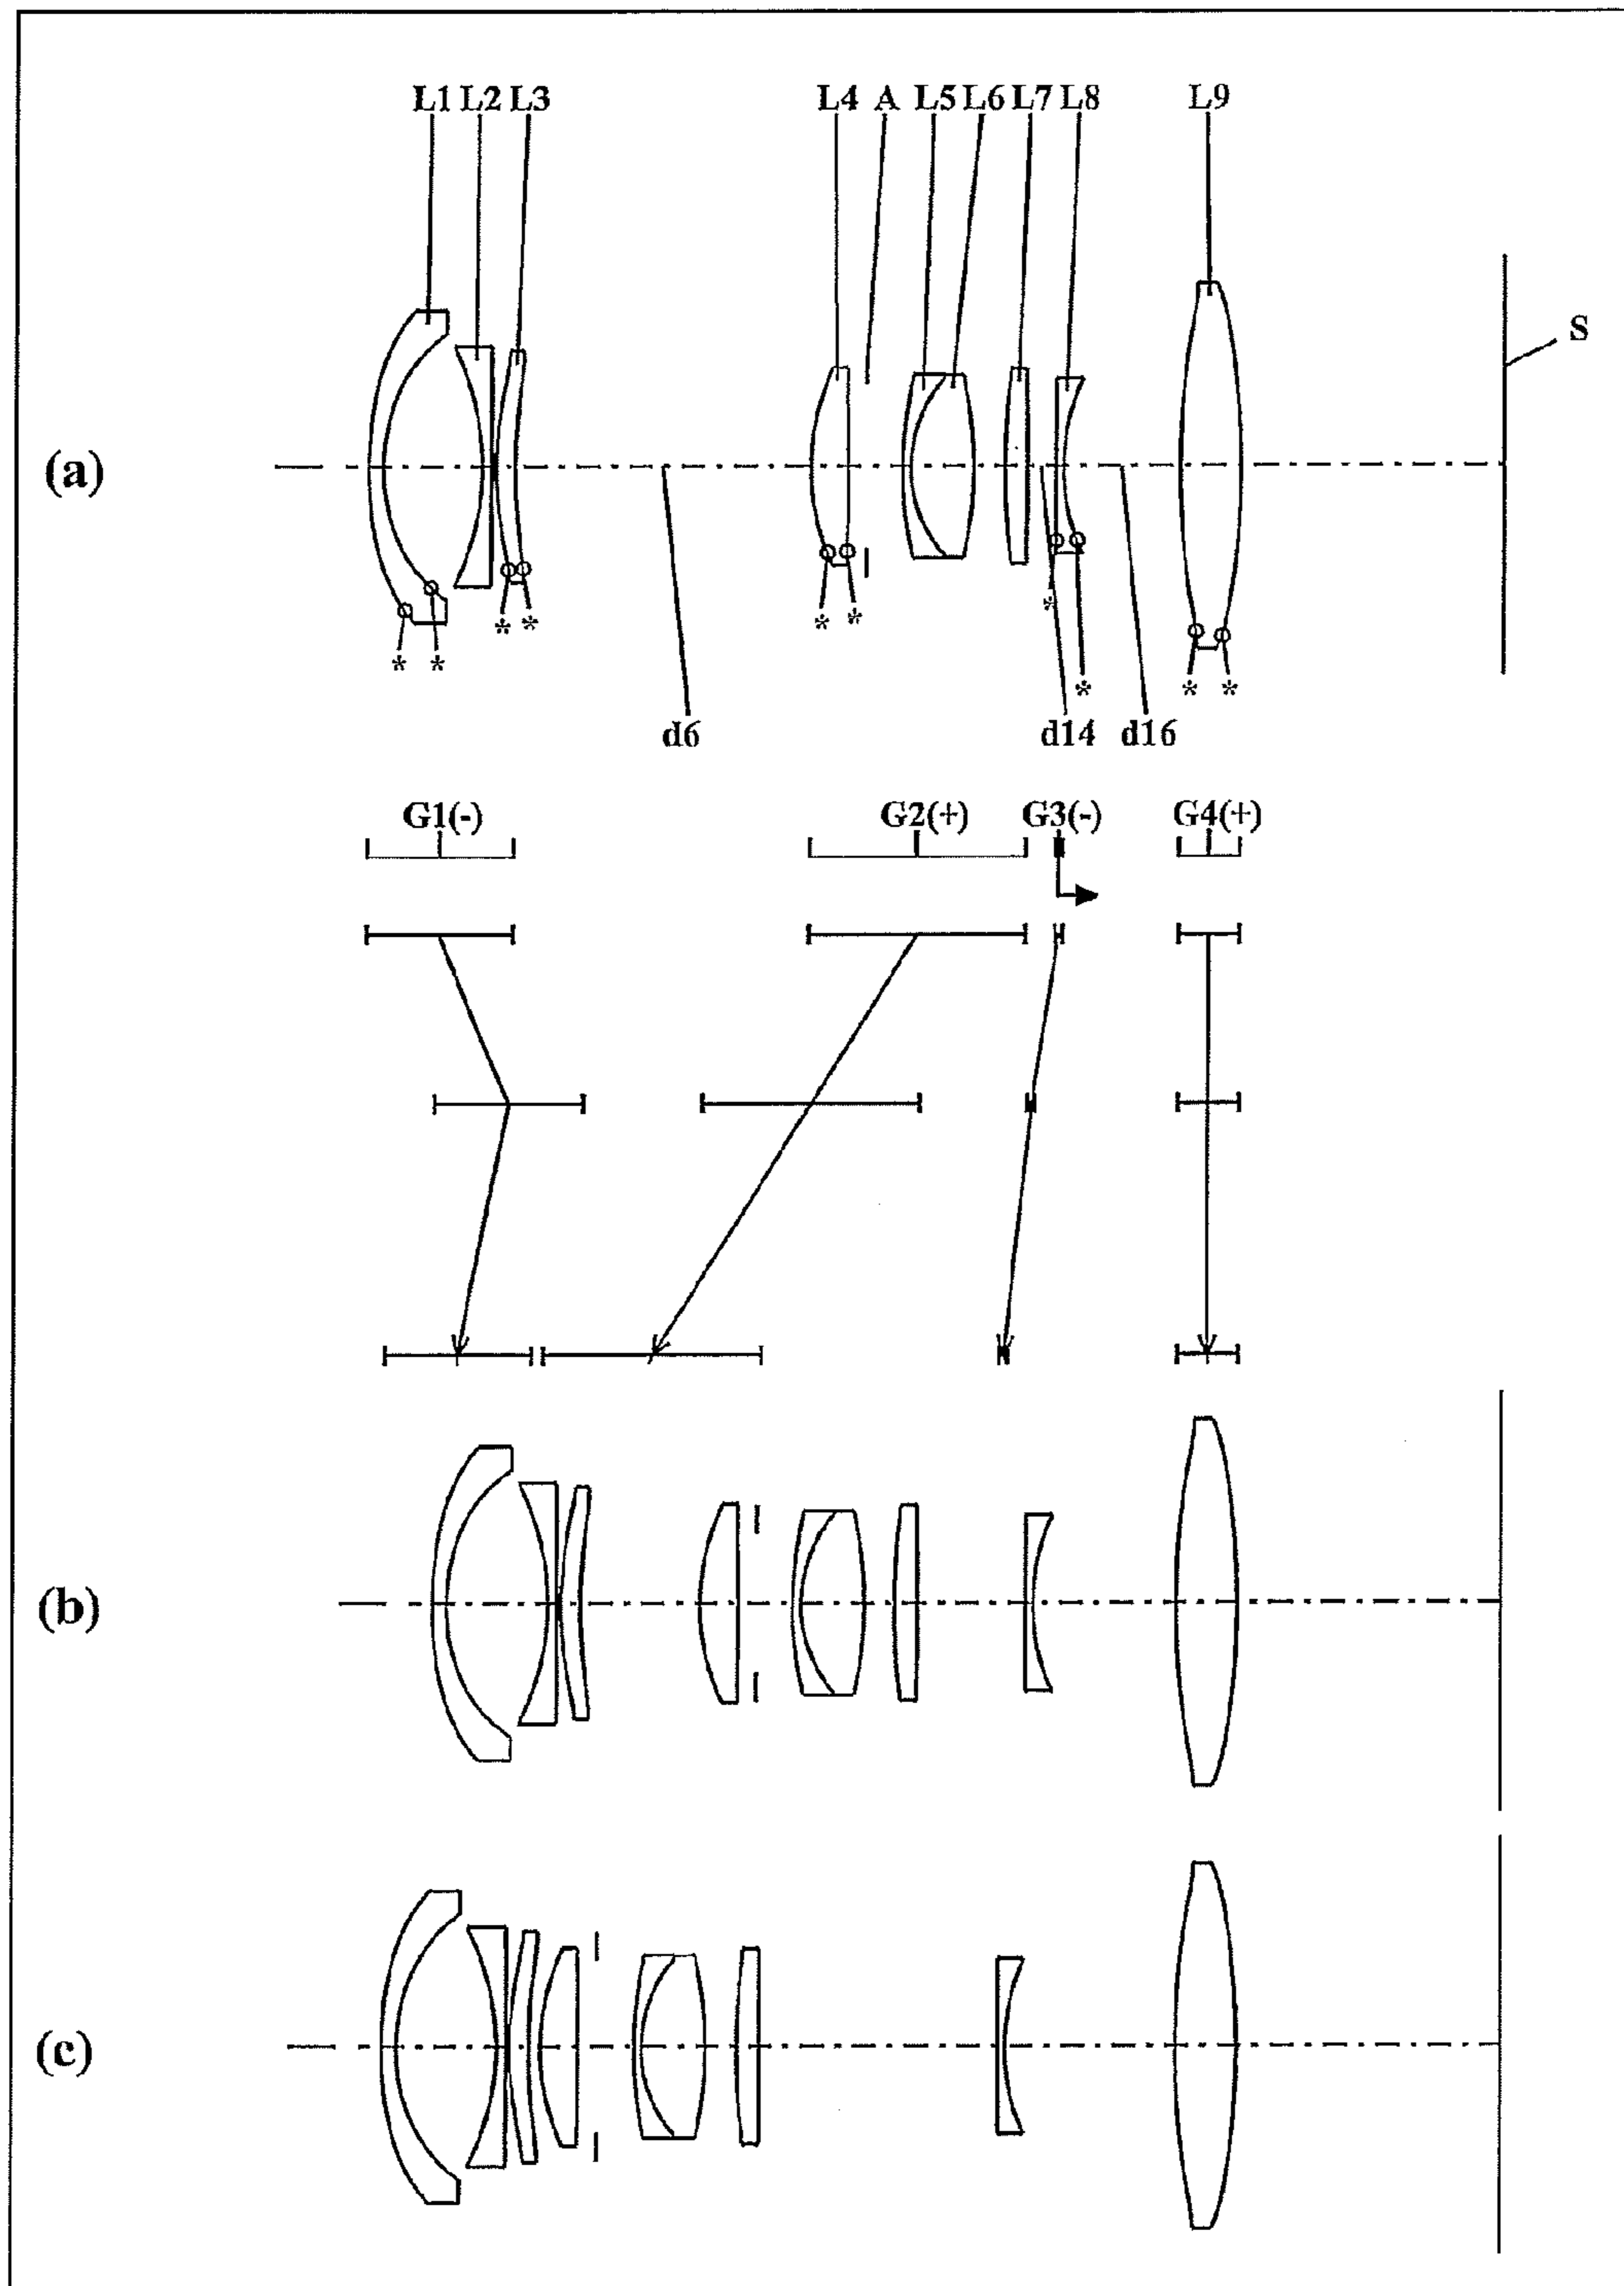 L1 L2 L3 L4 A L5 L6 L7 L8 L9
S
(a)
* * * * * * * * * *
d6 d14 d16
G1(-) G2(+) G3(-) G4(+)
(b)
(c)